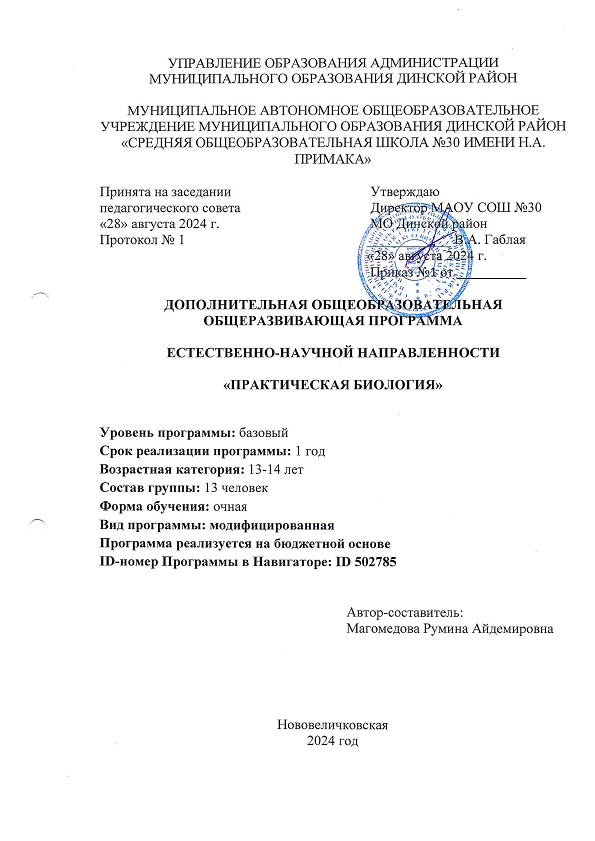 УПРАВЛЕНИЕ ОБРАЗОВАНИЯ АДМИНИСТРАЦИИ
МУНИЦИПАЛЬНОГО ОБРАЗОВАНИЯ ДИНСКОЙ РАЙОН
МУНИЦИПАЛЬНОЕ АВТОНОМНОЕ ОБЩЕОБРАЗОВАТЕЛЬНОЕ
УЧРЕЖДЕНИЕ МУНИЦИПАЛЬНОГО ОБРАЗОВАНИЯ ДИНСКОЙ РАЙОН
«СРЕДНЯЯ ОБЩЕОБРАЗОВАТЕЛЬНАЯ ШКОЛА №30 ИМЕНИ Н.А.
ПРИМАКА»
Принята на заседании
педагогического совета
«28» августа 2024 г.
Протокол № 1
Утверждаю
Директор МАОУ СОШ №30
МО Динской район
В.А. Габлая
«28» августа 2024 г.
Приказ №1 от
ДОПОЛНИТЕЛЬНАЯ ОБЩЕОБРАЗОВАТЕЛЬНАЯ
ОБЩЕРАЗВИВАЮЩАЯ ПРОГРАММА
ЕСТЕСТВЕННО-НАУЧНОЙ НАПРАВЛЕННОСТИ
«ПРАКТИЧЕСКАЯ БИОЛОГИЯ»
Уровень программы: базовый
Срок реализации программы: 1 год
Возрастная категория: 13-14 лет
Состав группы: 13 человек
Форма обучения: очная
Вид программы: модифицированная
Программа реализуется на бюджетной основе
ID-номер Программы в Навигаторе: ID 502785
Автор-составитель:
Магомедова Румина Айдемировна
Нововеличковская
2024 год